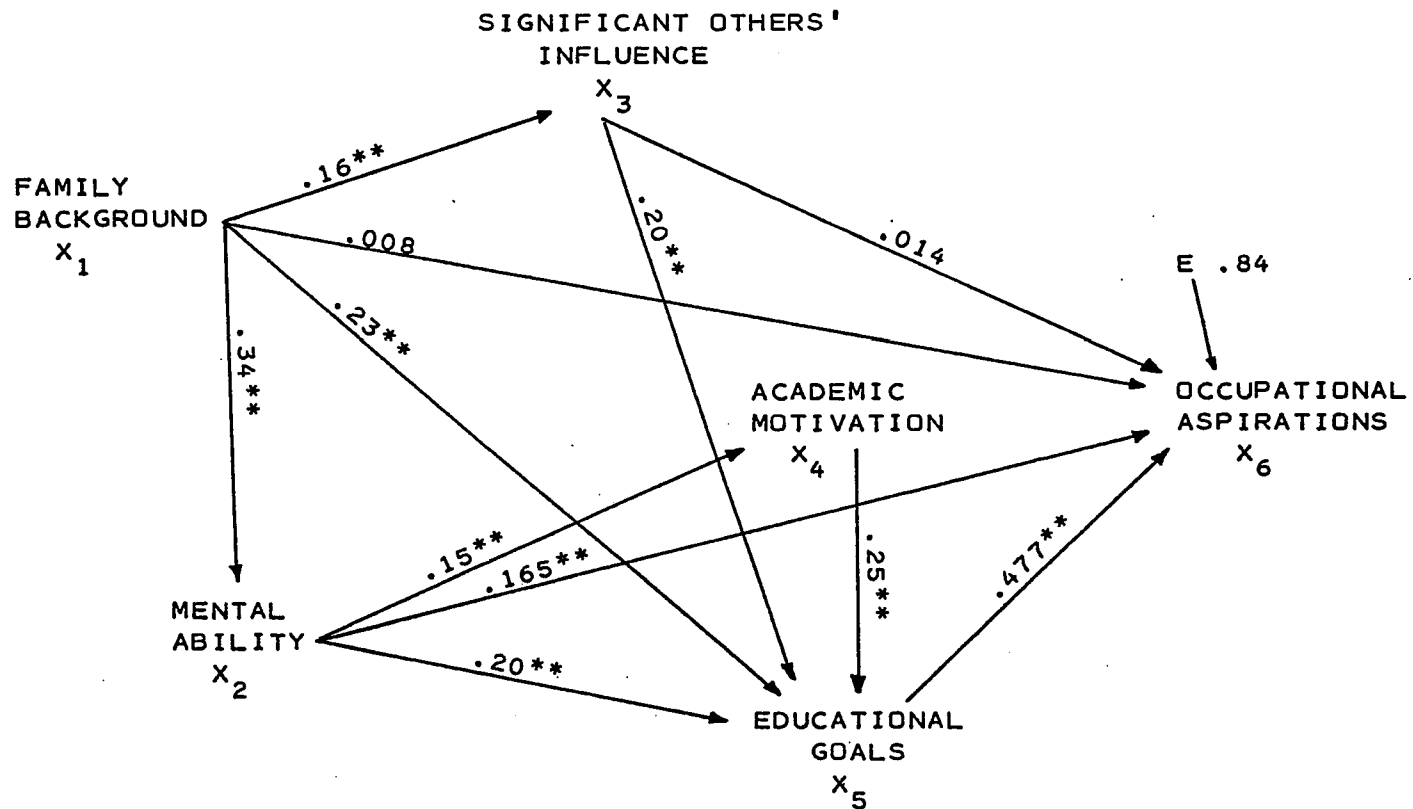 SIGNIFICANT OTHERS'
INFLUENCE
X3
.16**
FAMILY
BACKGROUND
X1
.008
.20**
.014
E .84
.23**
.34**
ACADEMIC
MOTIVATION
X4
OCCUPATIONAL
ASPIRATIONS
X6
.15**
.165**
.25**
.477**
MENTAL
ABILITY
X2
.20**
EDUCATIONAL
GOALS
X5